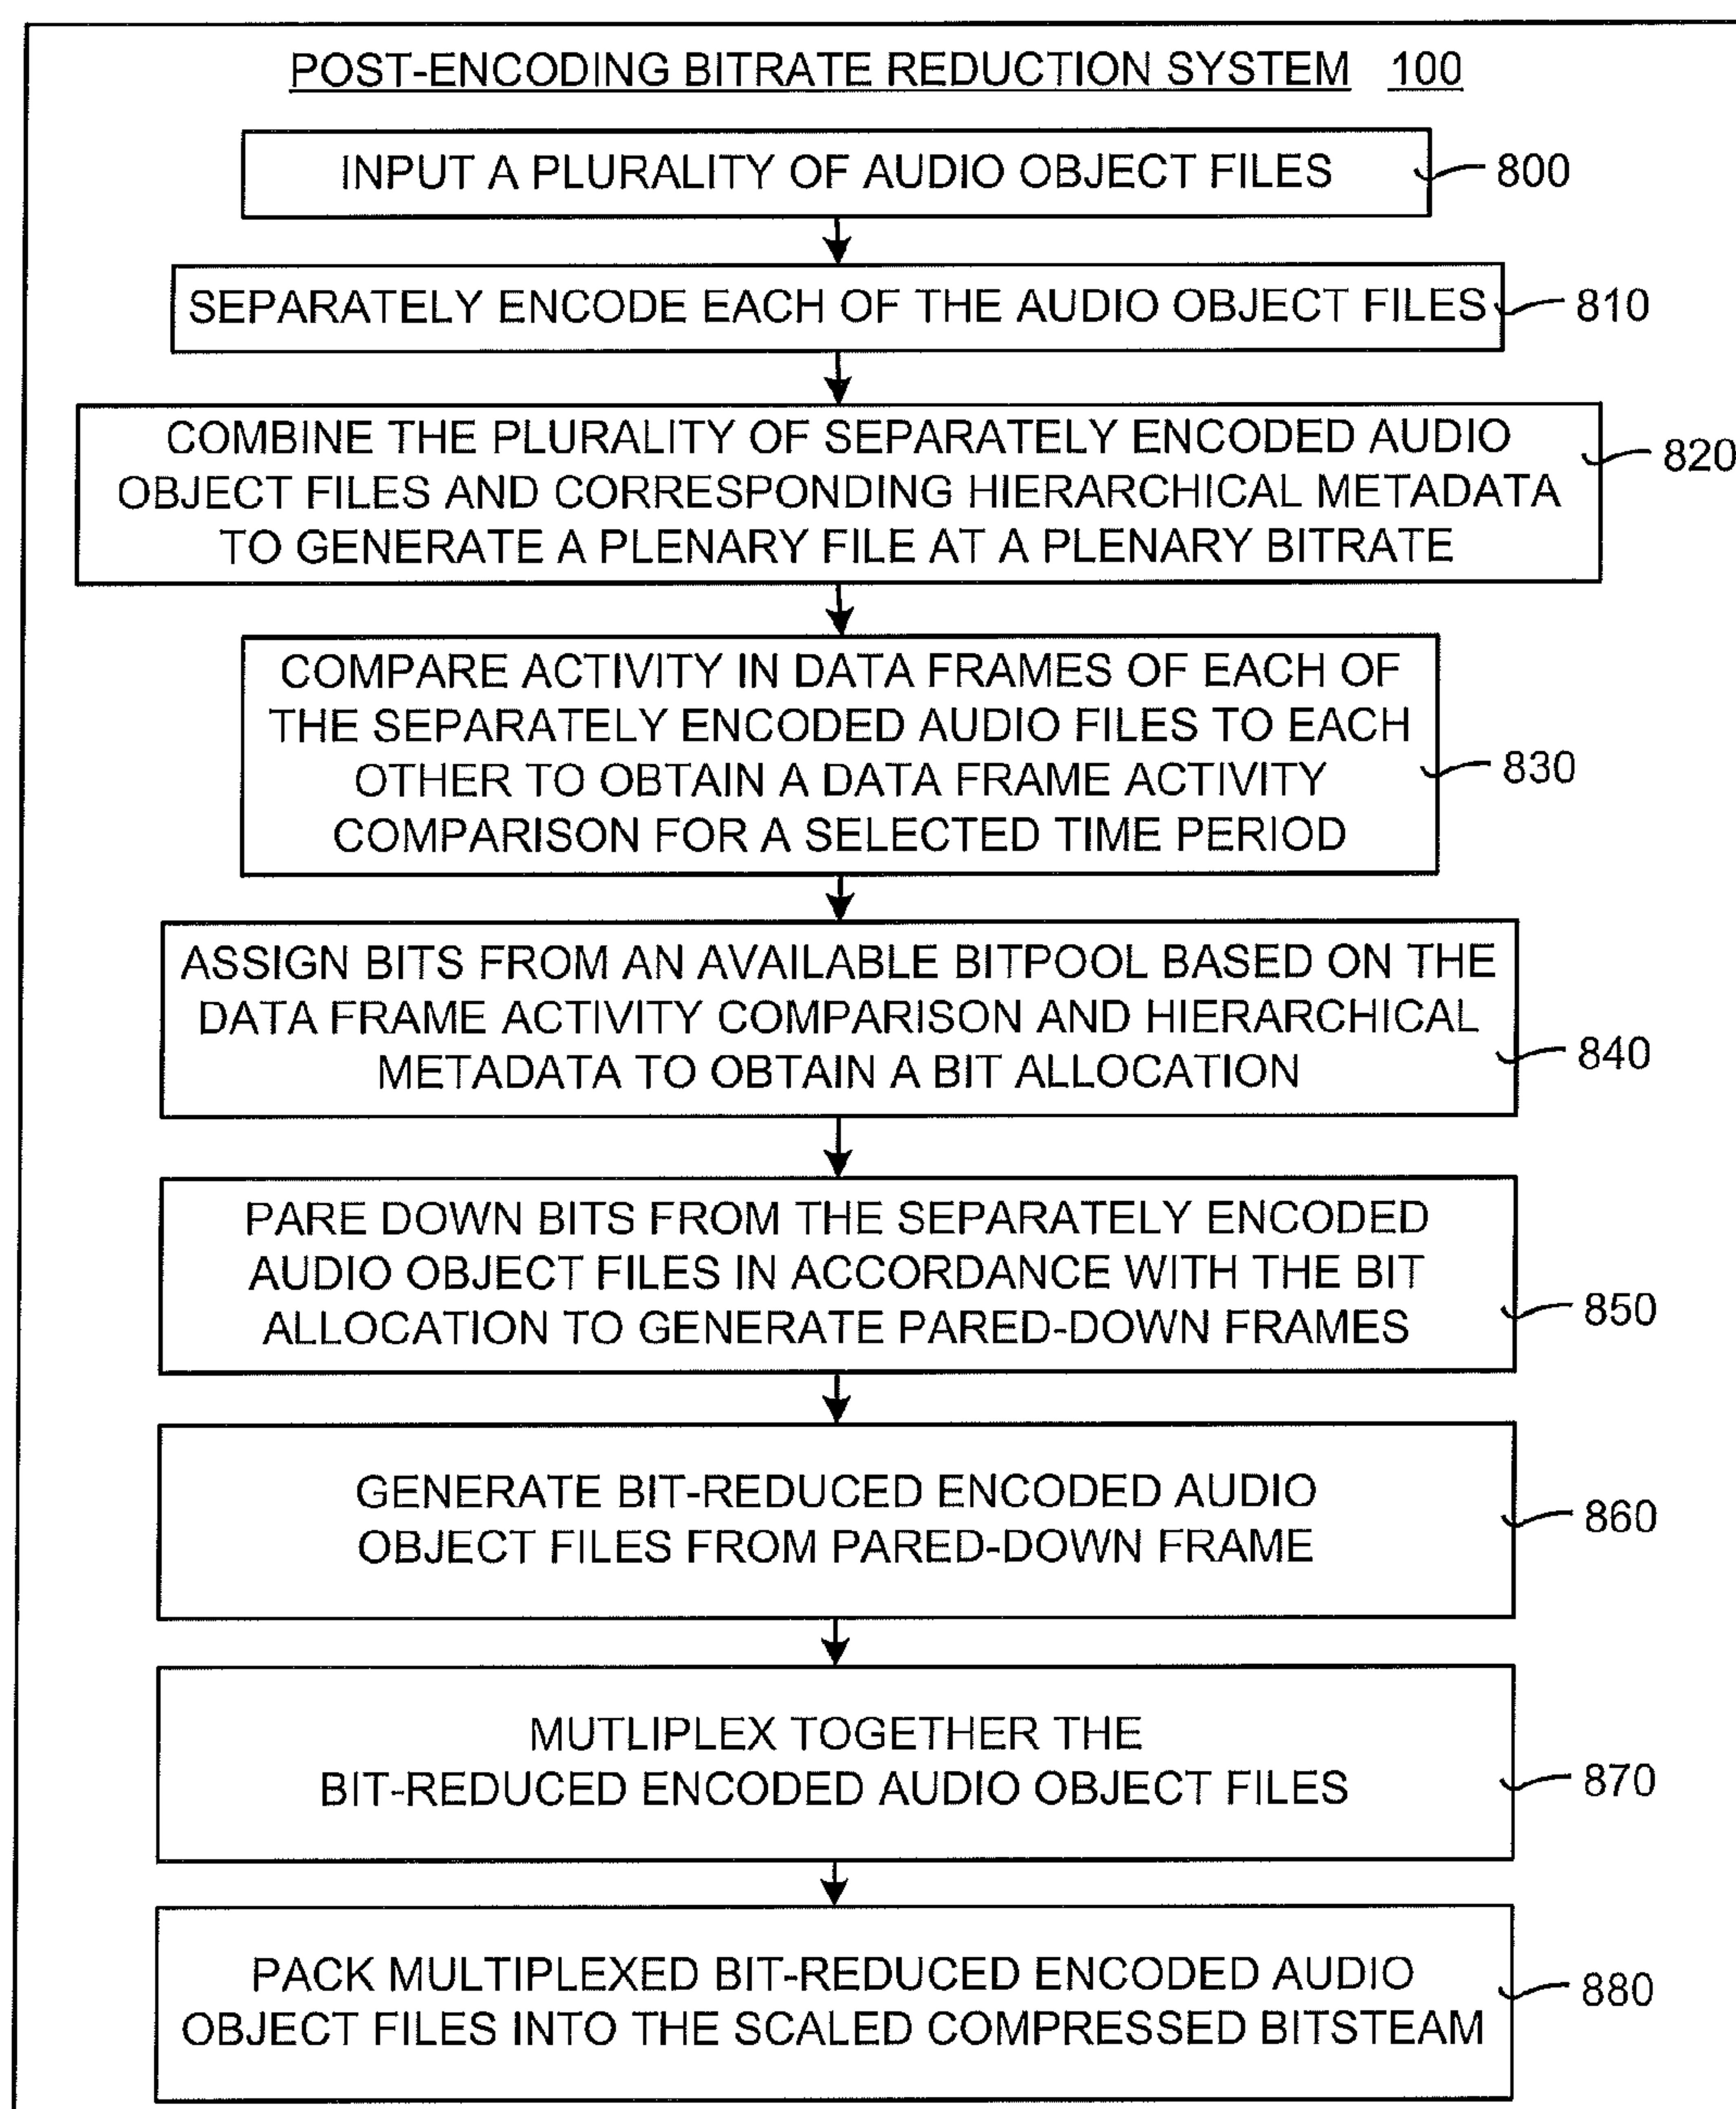 POST-ENCODING BITRATE REDUCTION SYSTEM 100
INPUT A PLURALITY OF AUDIO OBJECT FILES 800
SEPARATELY ENCODE EACH OF THE AUDIO OBJECT FILES 810
COMBINE THE PLURALITY OF SEPARATELY ENCODED AUDIO
OBJECT FILES AND CORRESPONDING HIERARCHICAL METADATA
TO GENERATE A PLENARY FILE AT A PLENARY BITRATE
820
COMPARE ACTIVITY IN DATA FRAMES OF EACH OF
THE SEPARATELY ENCODED AUDIO FILES TO EACH
OTHER TO OBTAIN A DATA FRAME ACTIVITY
COMPARISON FOR A SELECTED TIME PERIOD
830
ASSIGN BITS FROM AN AVAILABLE BITPOOL BASED ON THE
DATA FRAME ACTIVITY COMPARISON AND HIERARCHICAL
METADATA TO OBTAIN A BIT ALLOCATION
840
PARE DOWN BITS FROM THE SEPARATELY ENCODED
AUDIO OBJECT FILES IN ACCORDANCE WITH THE BIT
ALLOCATION TO GENERATE PARED-DOWN FRAMES
850
GENERATE BIT-REDUCED ENCODED AUDIO
OBJECT FILES FROM PARED-DOWN FRAME
860
MUTLIPLEX TOGETHER THE
BIT-REDUCED ENCODED AUDIO OBJECT FILES
870
PACK MULTIPLEXED BIT-REDUCED ENCODED AUDIO
OBJECT FILES INTO THE SCALED COMPRESSED BITSTEAM
880